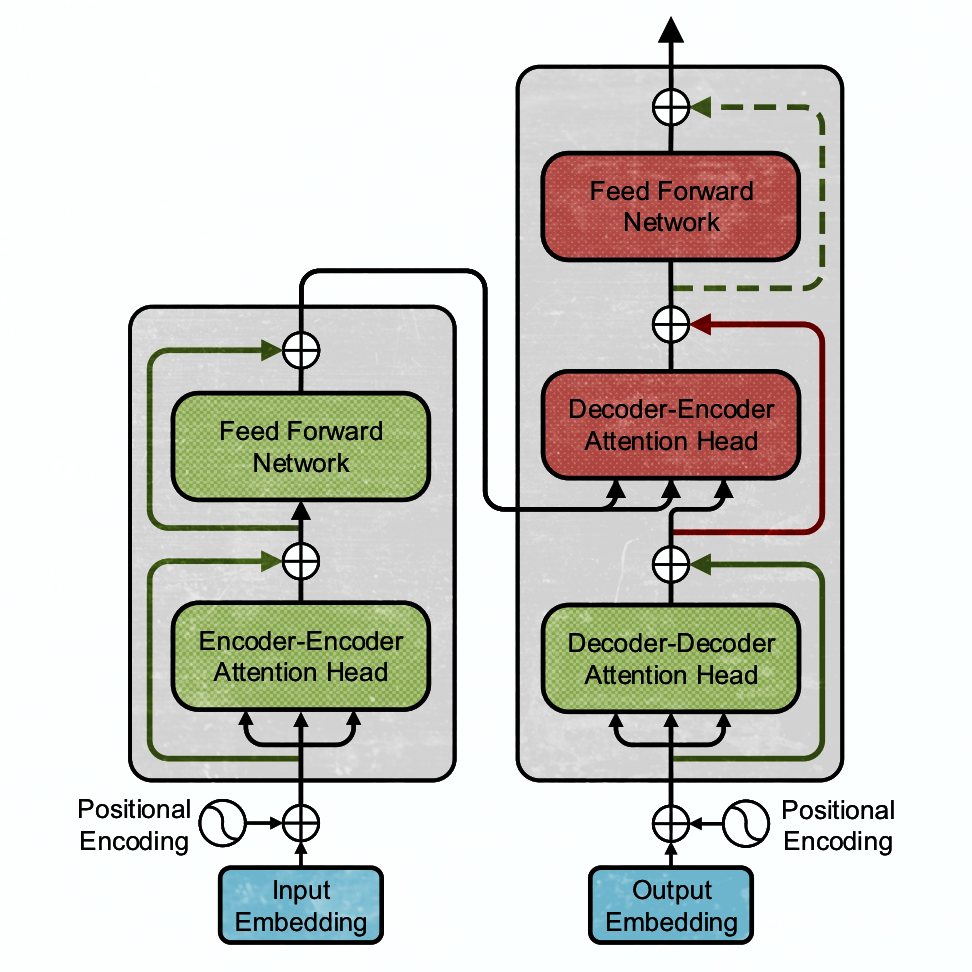 Feed Forward
Network
Decoder-Encoder
Attention Head
Decoder-Decoder
Attention Head
Feed Forward
Network
Encoder-Encoder
Attention Head
Positional
Encoding
Input
Embedding
Output
Embedding
Positional
Encoding